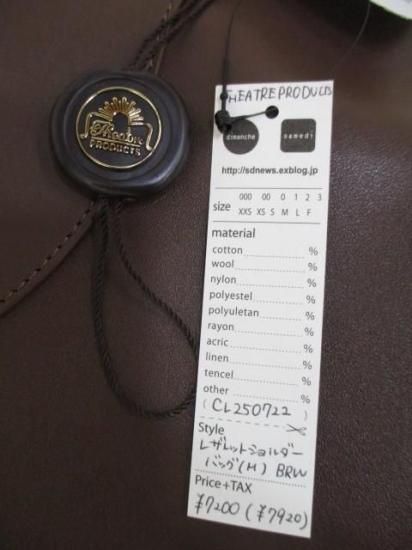 Theatre
PRODUCTS
THEATREPRODUCTS
dimanche
samedi
http://sdnews.exblog.jp
000 00 0 1 2 3
size XXS XS S M L F
material
cotton %
wool %
nylon %
polyestel %
polyuletan %
rayon %
acric %
linen %
tencel %
other %
(CL250722)
Style
レザレットショルダー
バッグ(M) BRW
Price+TAX
¥7200 (¥7920)